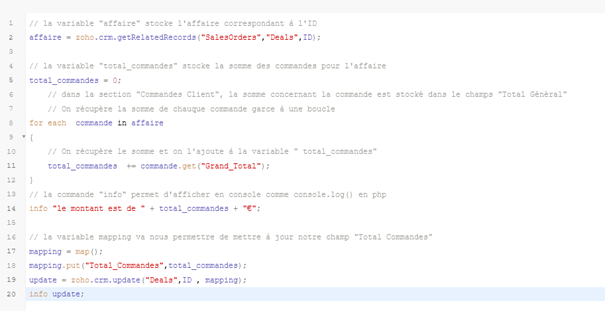 1 // la variable "affaire" stocke l'affaire correspondant à l'ID
2 affaire = zoho.crm.getRelatedRecords("SalesOrders","Deals",ID);
3
4 // la variable "total_commandes" stocke la somme des commandes pour l'affaire
5 total_commandes = 0;
6 // dans la section "Commandes Client", la somme concernant la commande est stocké dans le champs "Total Général"
7 // On récupère la somme de chauque commande garce à une boucle
8 for each  commande in affaire
9 {
10 // On récupère le somme et on l'ajoute à la variable " total_commandes"
11 total_commandes  += commande.get("Grand_Total");
12 }
13 // la commande "info" permet d'afficher en console comme console.log() en php
14 info "le montant est de " + total_commandes + "€";
15
16 // la variable mapping va nous permettre de mettre à jour notre champ "Total Commandes"
17 mapping = map();
18 mapping.put("Total_Commandes",total_commandes);
19 update = zoho.crm.update("Deals",ID , mapping);
20 info update;